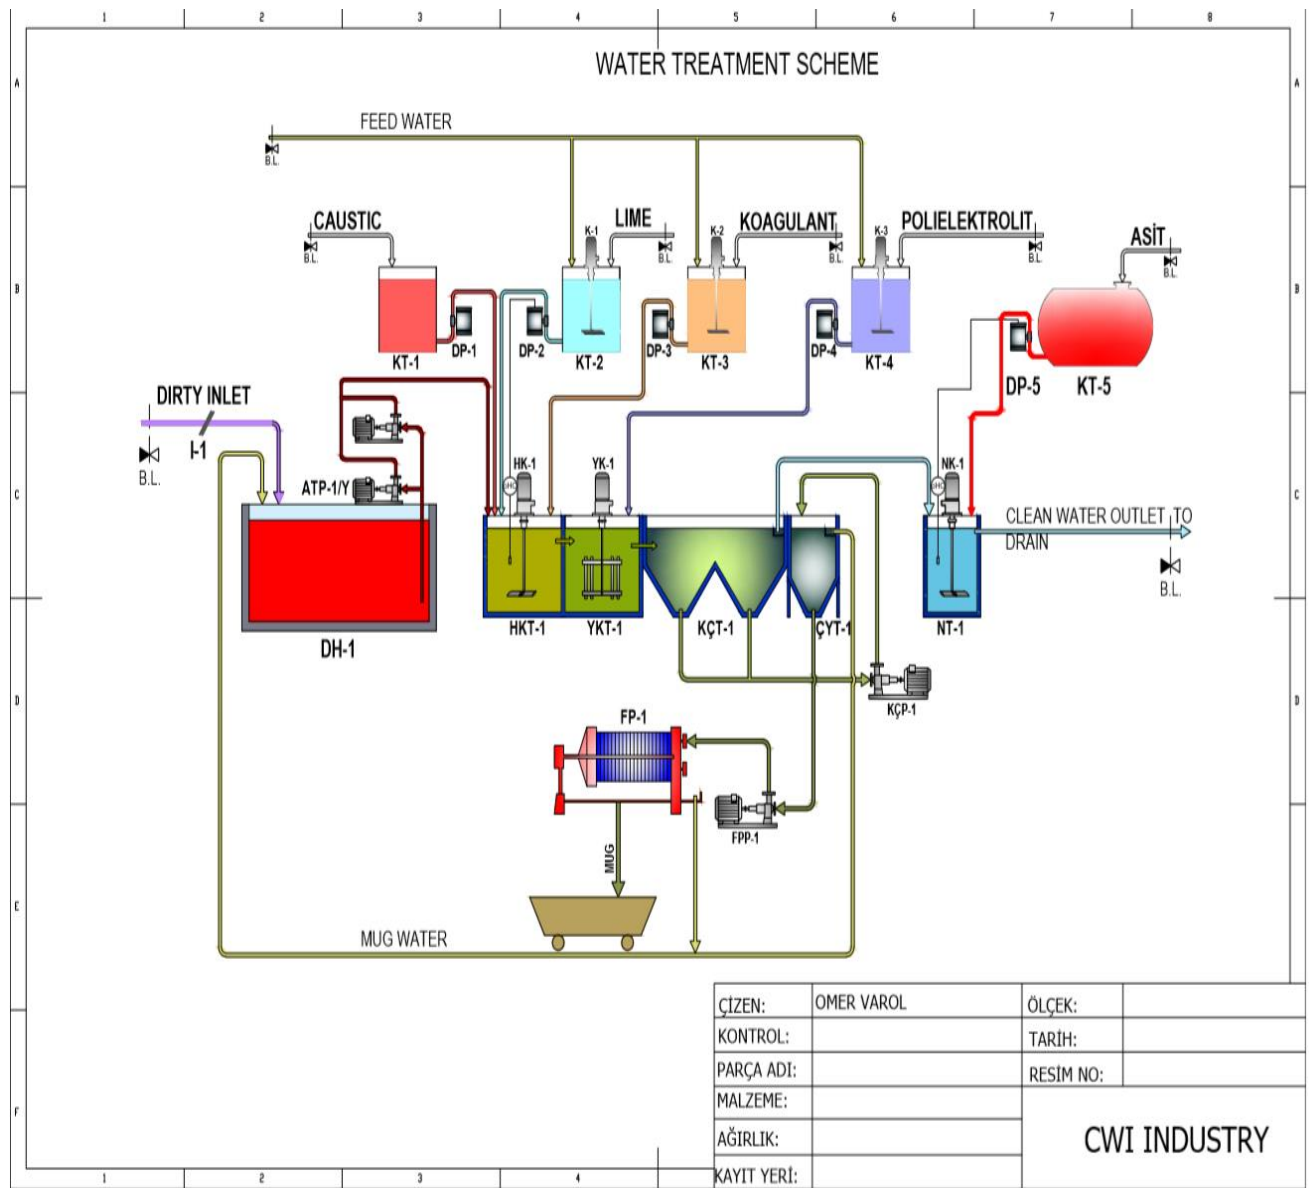 1 2 3 4 5 6 7 8
WATER TREATMENT SCHEME
A A
FEED WATER
B.L.
CAUSTIC LIME KOAGULANT POLIELEKTROLIT ASİT
K-1 K-2 K-3
B.L. B.L. B.L. B.L. B.L.
B B
DP-1 DP-2 DP-3 DP-4 DP-5
KT-1 KT-2 KT-3 KT-4 KT-5
DIRTY INLET
I-1
B.L.
HK-1 YK-1 NK-1
ATP-1/Y
C C
CLEAN WATER OUTLET TO
DRAIN
B.L.
DH-1 HKT-1 YKT-1 KÇT-1 ÇYT-1 NT-1
D D
KÇP-1
FP-1
FPP-1
MUG
E E
MUG WATER
ÇİZEN: OMER VAROL ÖLÇEK:
KONTROL: TARİH:
PARÇA ADI: RESİM NO:
MALZEME:
F
AĞIRLIK: CWI INDUSTRY
KAYIT YERİ:
1 2 3 4